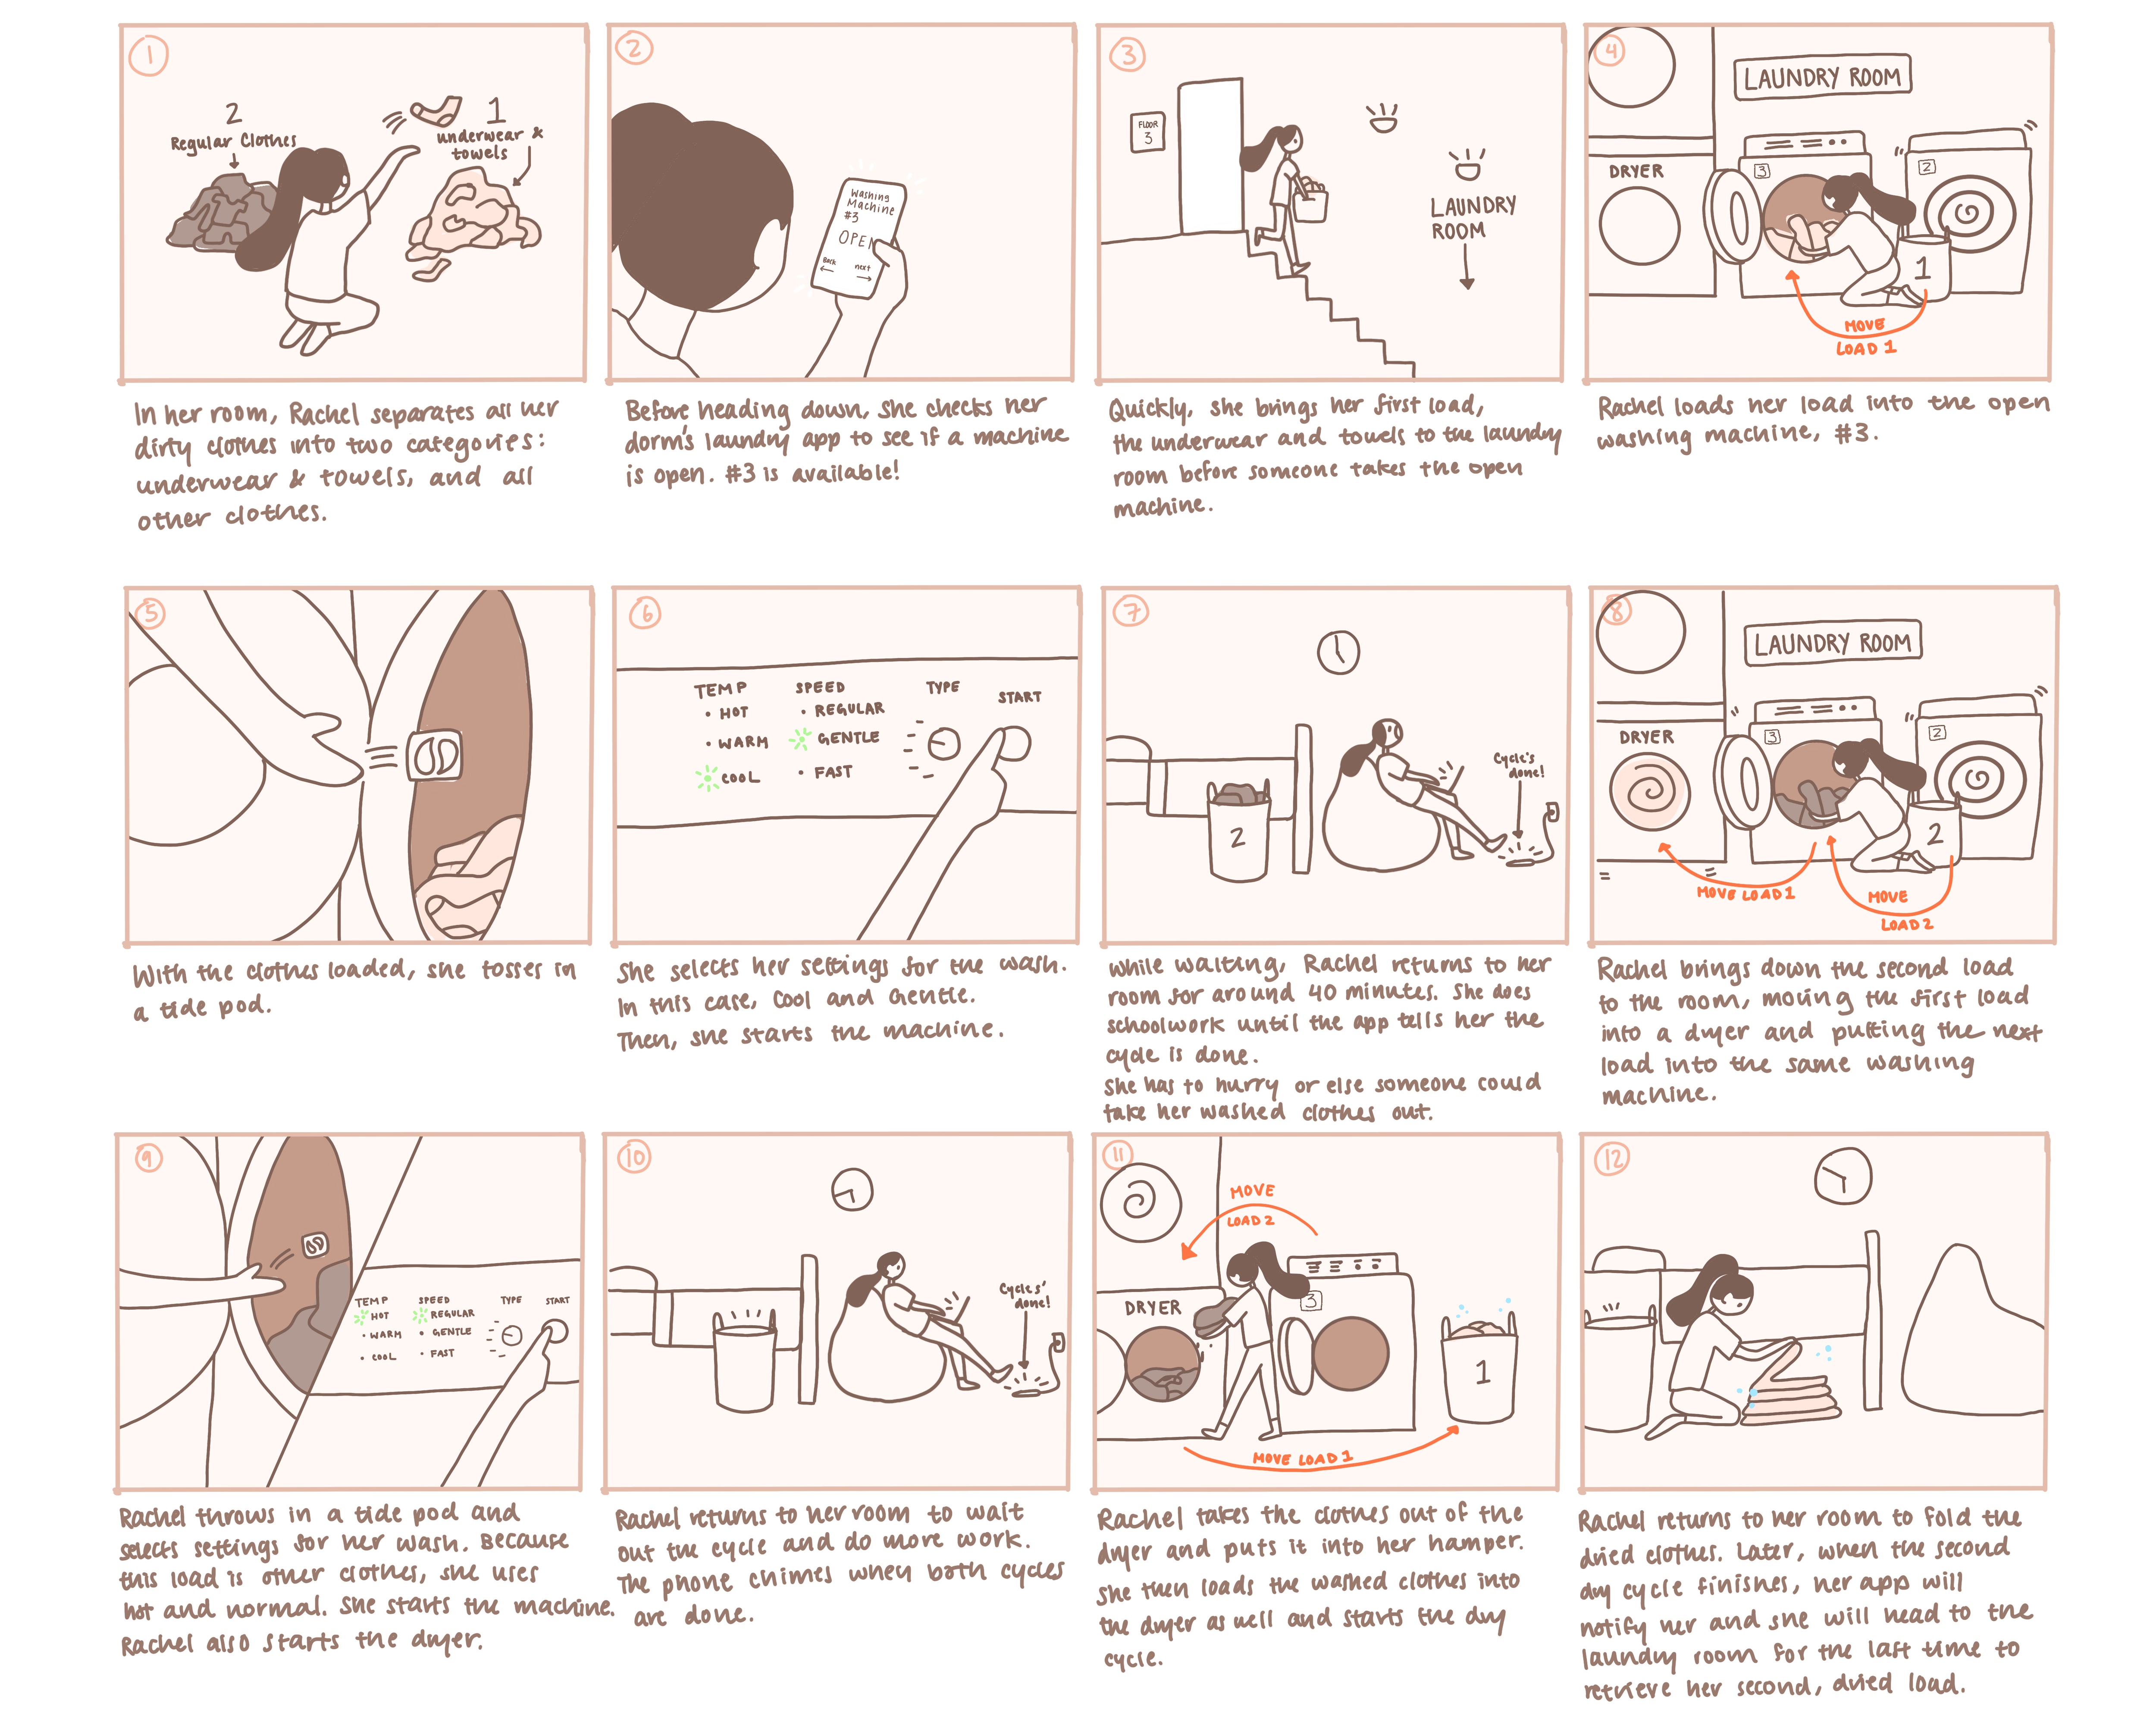 1
2
Regular Clothes
1
underwear &
towels
In her room, Rachel separates all her
dirty clothes into two categories:
underwear & towels, and all
other clothes.
2
Washing
Machine
#3
OPEN
Back
next
Before heading down, she checks her
dorm's laundry app to see if a machine
is open. #3 is available!
3
FLOOR
3
LAUNDRY
ROOM
Quickly, she brings her first load,
the underwear and towels to the laundry
room before someone takes the open
machine.
4
LAUNDRY ROOM
DRYER
3
2
1
MOVE
LOAD 1
Rachel loads her load into the open
washing machine, #3.
5
With the clothes loaded, she tosses in
a tide pod.
6
TEMP
• HOT
• WARM
COOL
SPEED
• REGULAR
GENTLE
• FAST
TYPE
START
She selects her settings for the wash.
In this case, Cool and Gentle.
Then, she starts the machine.
7
2
Cycle's
done!
While waiting, Rachel returns to her
room for around 40 minutes. She does
schoolwork until the app tells her the
cycle is done.
She has to hurry or else someone could
take her washed clothes out.
8
LAUNDRY ROOM
DRYER
3
2
2
MOVE LOAD 1
MOVE
LOAD 2
Rachel brings down the second load
to the room, moving the first load
into a dryer and putting the next
load into the same washing
machine.
9
TEMP
HOT
• WARM
• COOL
SPEED
REGULAR
• GENTLE
• FAST
TYPE
START
Rachel throws in a tide pod and
selects settings for her wash. Because
this load is other clothes, she uses
hot and normal. She starts the machine.
Rachel also starts the dryer.
10
Cycles'
done!
Rachel returns to her room to wait
out the cycle and do more work.
The phone chimes when both cycles
are done.
11
MOVE
LOAD 2
DRYER
3
1
MOVE LOAD 1
Rachel takes the clothes out of the
dryer and puts it into her hamper.
She then loads the washed clothes into
the dryer as well and starts the dry
cycle.
12
Rachel returns to her room to fold the
dried clothes. Later, when the second
dry cycle finishes, her app will
notify her and she will head to the
laundry room for the last time to
retrieve her second, dried load.